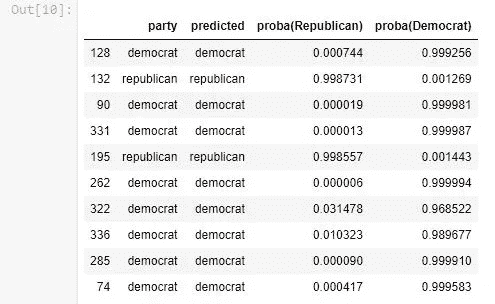 Out[10]:
party predicted proba(Republican) proba(Democrat)
128 democrat democrat 0.000744 0.999256
132 republican republican 0.998731 0.001269
90 democrat democrat 0.000019 0.999981
331 democrat democrat 0.000013 0.999987
195 republican republican 0.998557 0.001443
262 democrat democrat 0.000006 0.999994
322 democrat democrat 0.031478 0.968522
336 democrat democrat 0.010323 0.989677
285 democrat democrat 0.000090 0.999910
74 democrat democrat 0.000417 0.999583